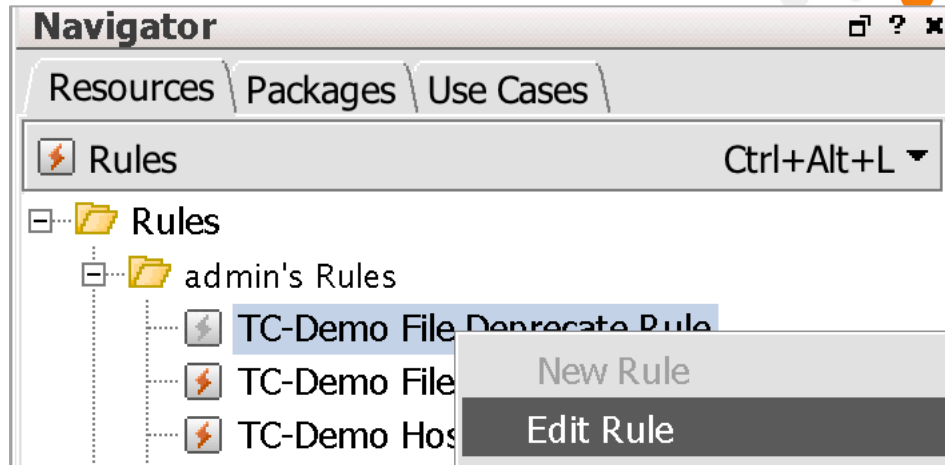 Navigator
Resources Packages Use Cases
Rules Ctrl+Alt+L
Rules
admin's Rules
TC-Demo File Deprecate Rule
TC-Demo File
New Rule
TC-Demo Hos
Edit Rule